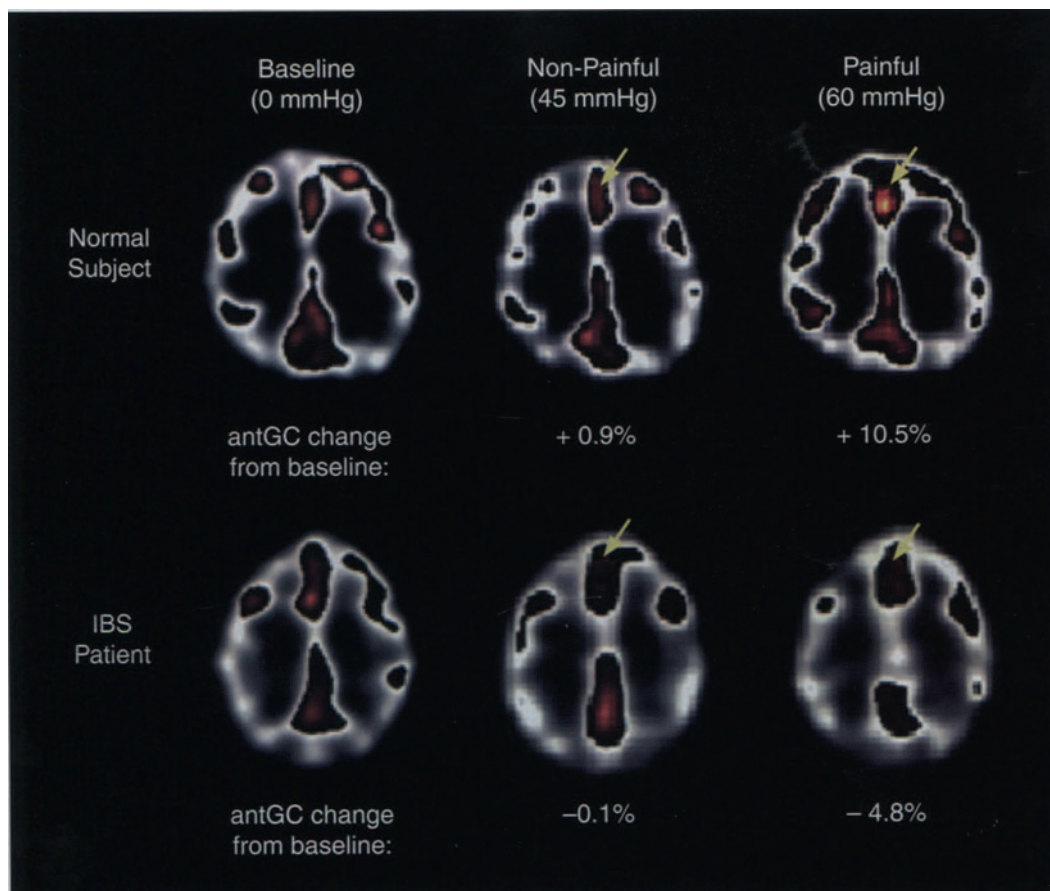 Baseline
(0 mmHg)
Non-Painful
(45 mmHg)
Painful
(60 mmHg)
Normal
Subject
antGC change
from baseline:
+ 0.9%
+ 10.5%
IBS
Patient
antGC change
from baseline:
–0.1%
– 4.8%